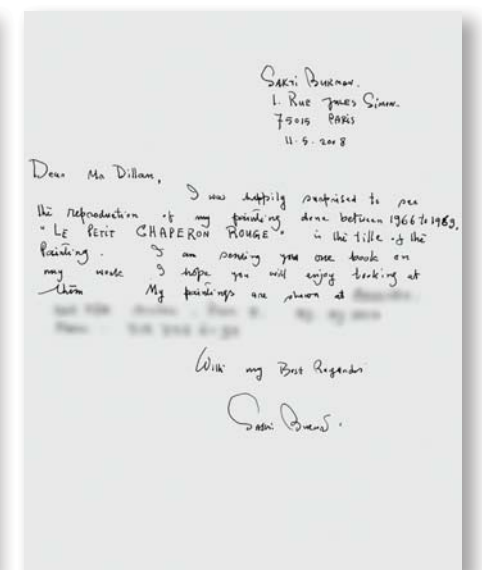 SAKTI BURMAN.
1. RUE JULES SIMON.
75015 PARIS
11-5-2008
Dear Mr Dillan,
I was happily surprised to see
the reproduction of my painting done between 1966 to 1969.
"LE PETIT CHAPERON ROUGE" is the title of the
Painting. I am sending you one book on
my work I hope you will enjoy looking at
them My paintings are shown at
With my Best Regards
Sakti Burman.